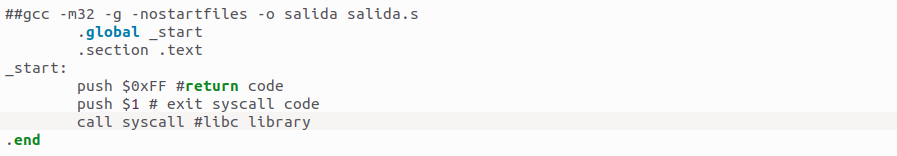 ##gcc -m32 -g -nostartfiles -o salida salida.s
.global _start
.section .text
_start:
push $0xFF #return code
push $1 # exit syscall code
call syscall #libc library
.end